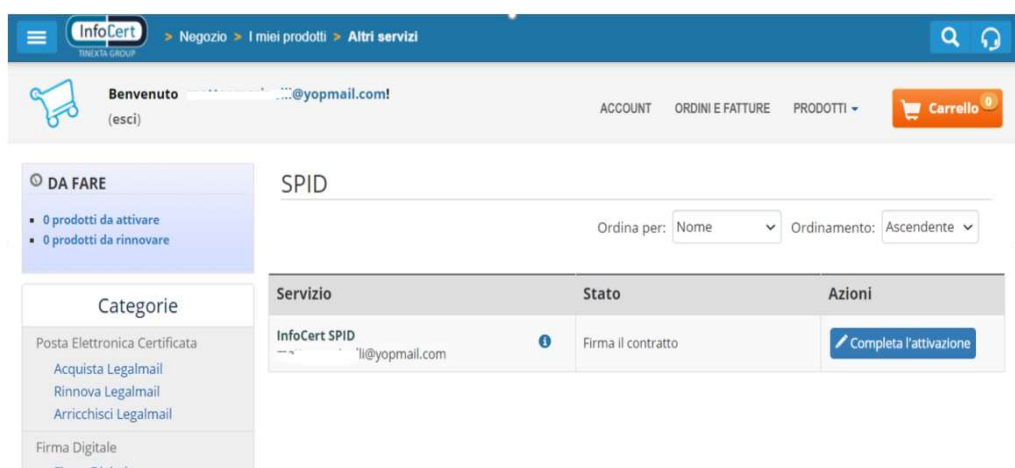 InfoCert
TINEXTA GROUP
> Negozio > I miei prodotti > Altri servizi
Benvenuto @yopmail.com!
(esci)
ACCOUNT ORDINI E FATTURE PRODOTTI
Carrello 0
DA FARE
0 prodotti da attivare
0 prodotti da rinnovare
SPID
Ordina per: Nome Ordinamento: Ascendente
Categorie
Posta Elettronica Certificata
Acquista Legalmail
Rinnova Legalmail
Arricchisci Legalmail
Firma Digitale
Servizio Stato Azioni
InfoCert SPID
li@yopmail.com
Firma il contratto
Completa l'attivazione